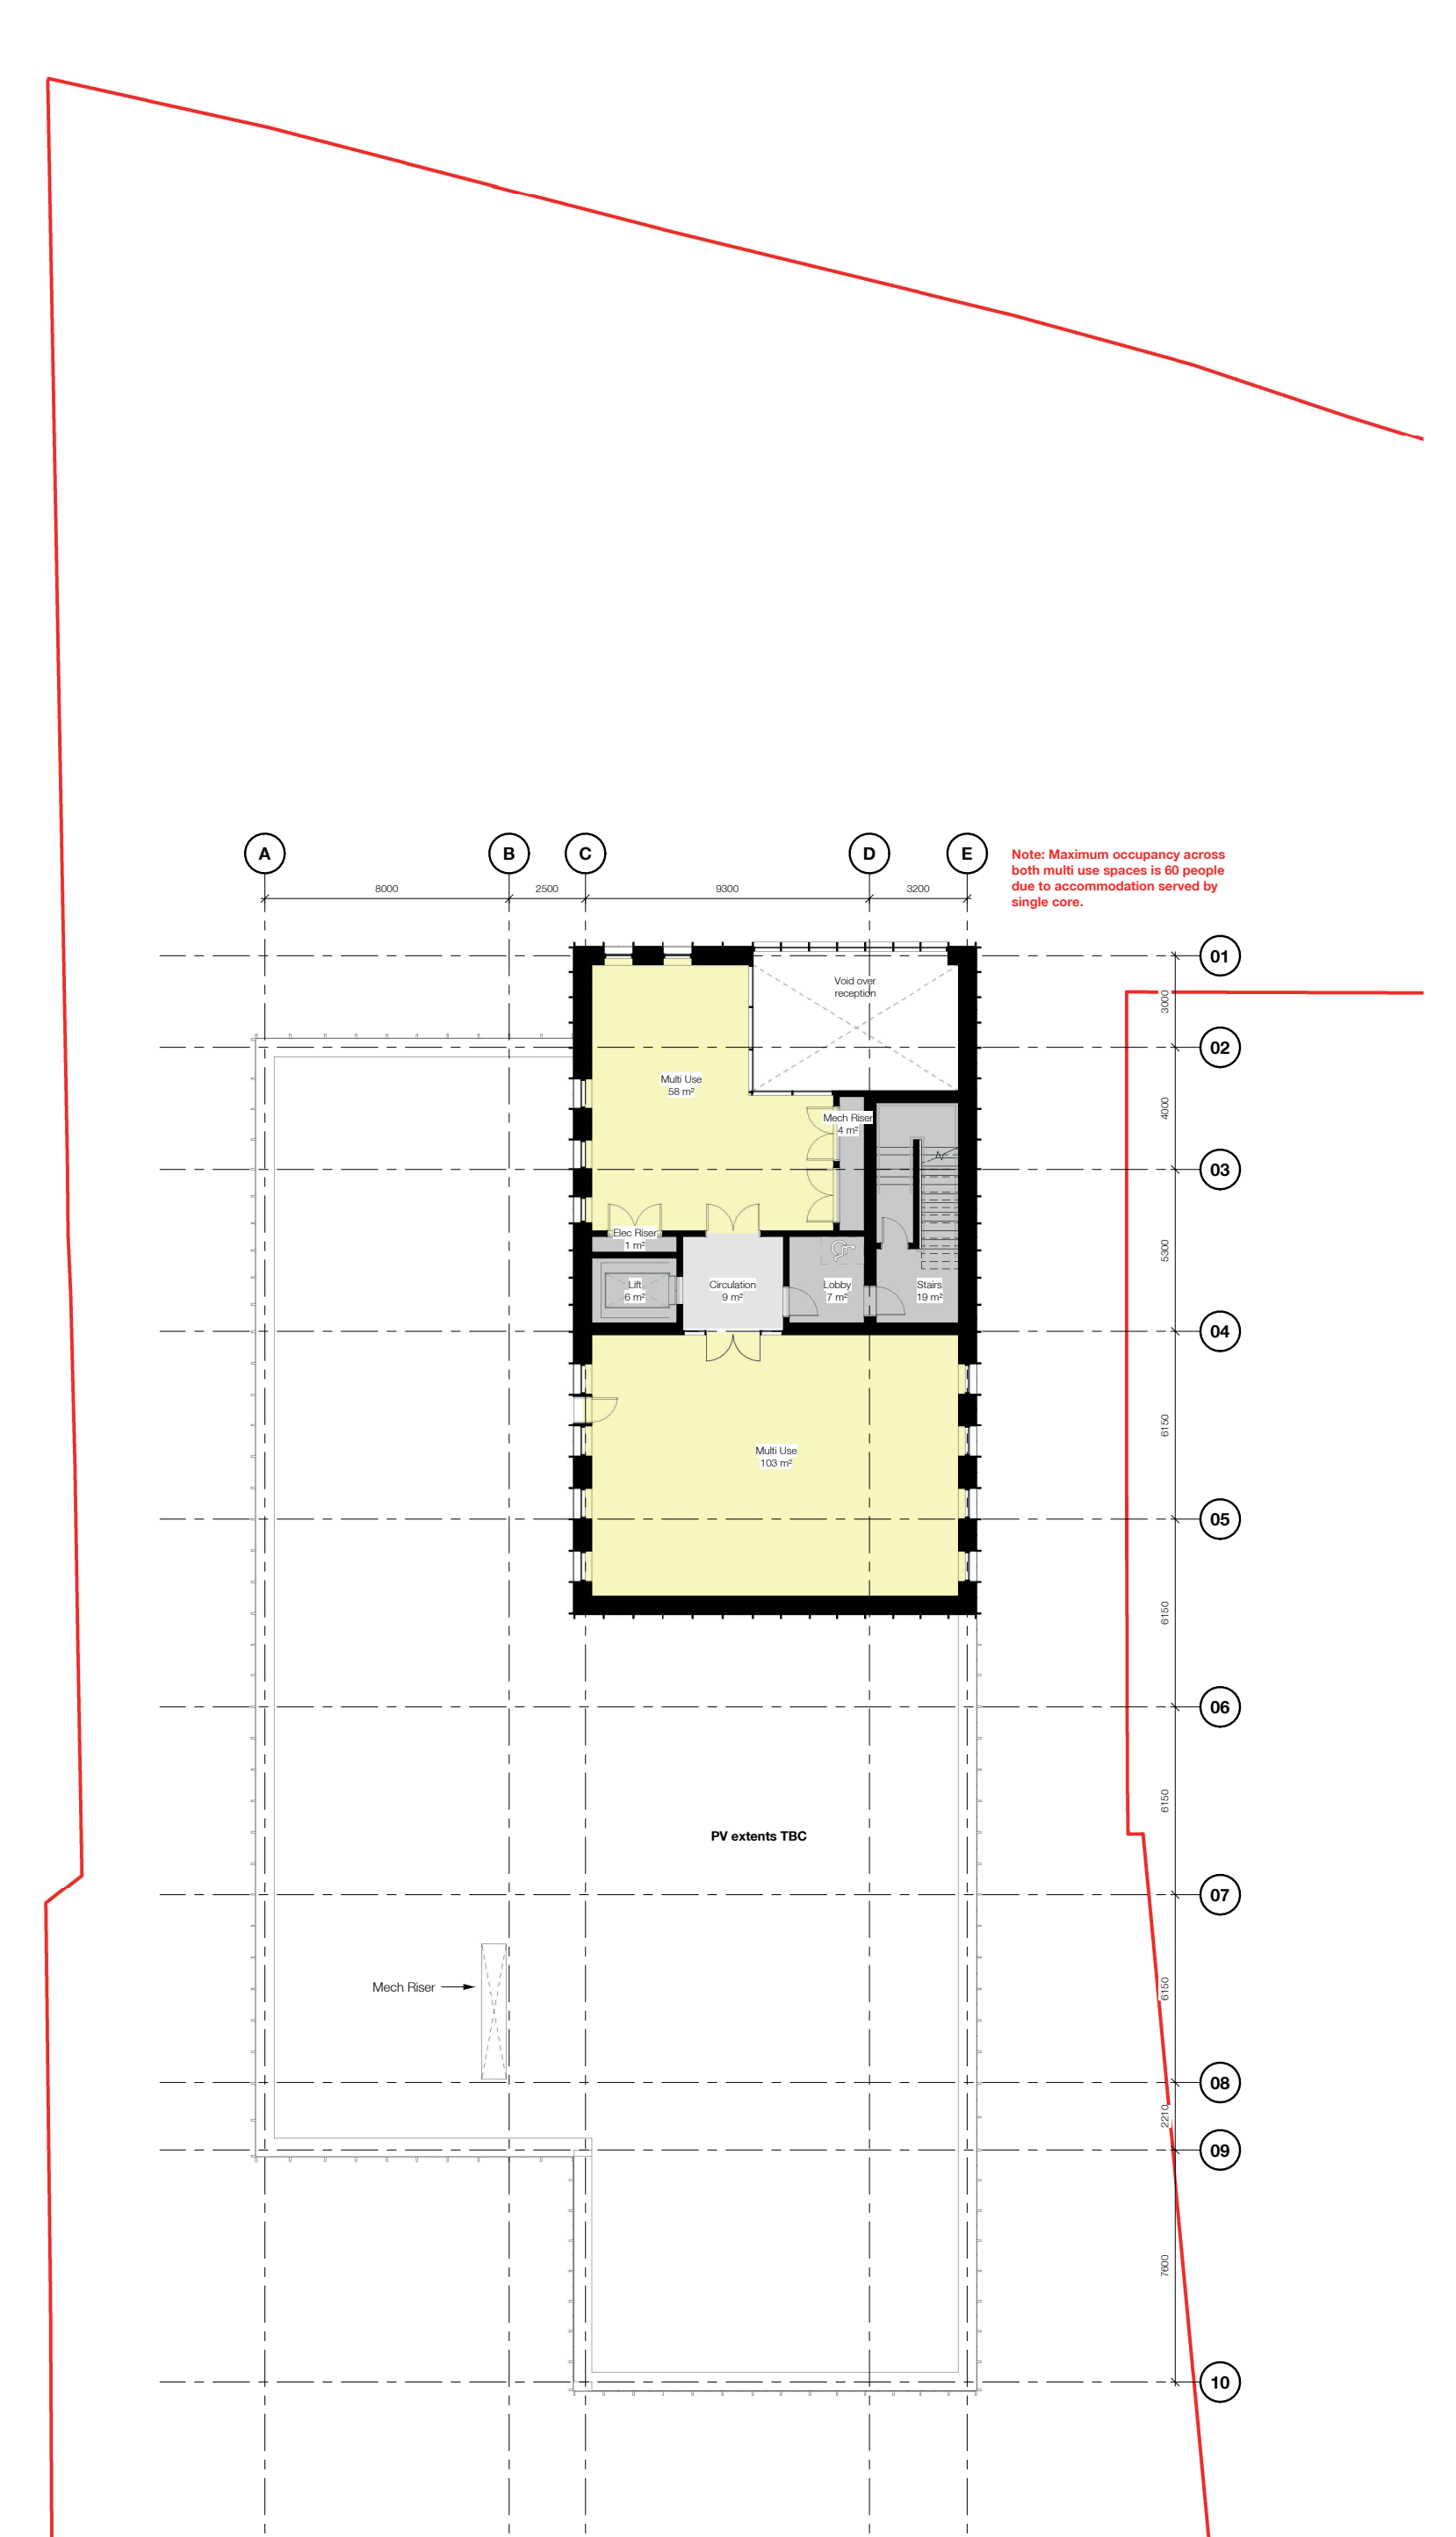 A
B
C
D
E
Note: Maximum occupancy across
both multi use spaces is 60 people
due to accommodation served by
single core.
8000
2500
9300
3200
01
Void over
reception
3000
02
Multi Use
58 m²
4000
Mech Riser
4 m²
03
Elec Riser
1 m²
5300
Lift
6 m²
Circulation
9 m²
Lobby
7 m²
Stairs
19 m²
04
6150
Multi Use
103 m²
05
6150
06
6150
PV extents TBC
07
Mech Riser
6150
08
2210
09
7600
10